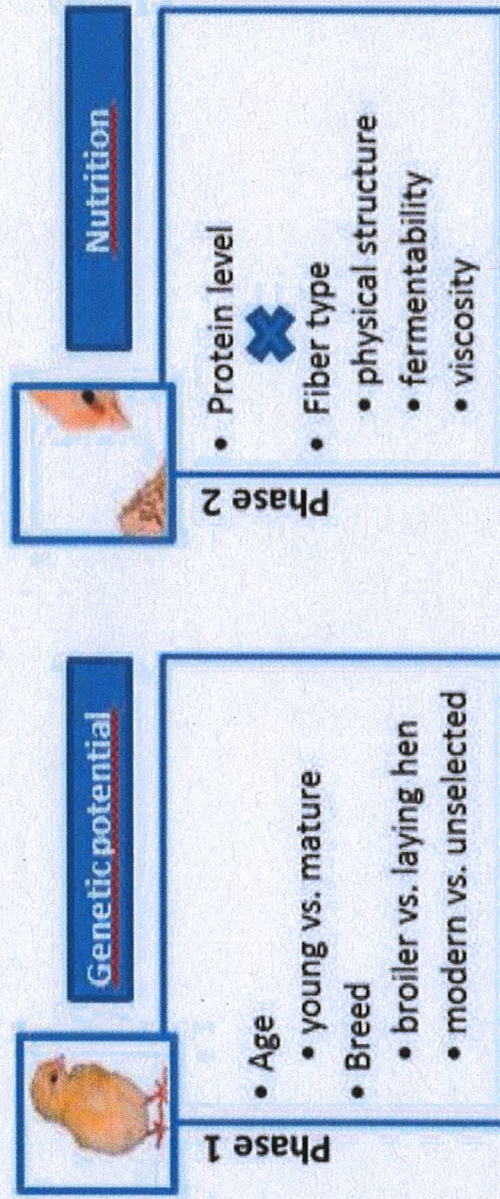 Genetic potential
Phase 1
• Age
• young vs. mature
• Breed
• broiler vs. laying hen
• modern vs. unselected
Nutrition
Phase 2
• Protein level
• Fiber type
• physical structure
• fermentability
• viscosity